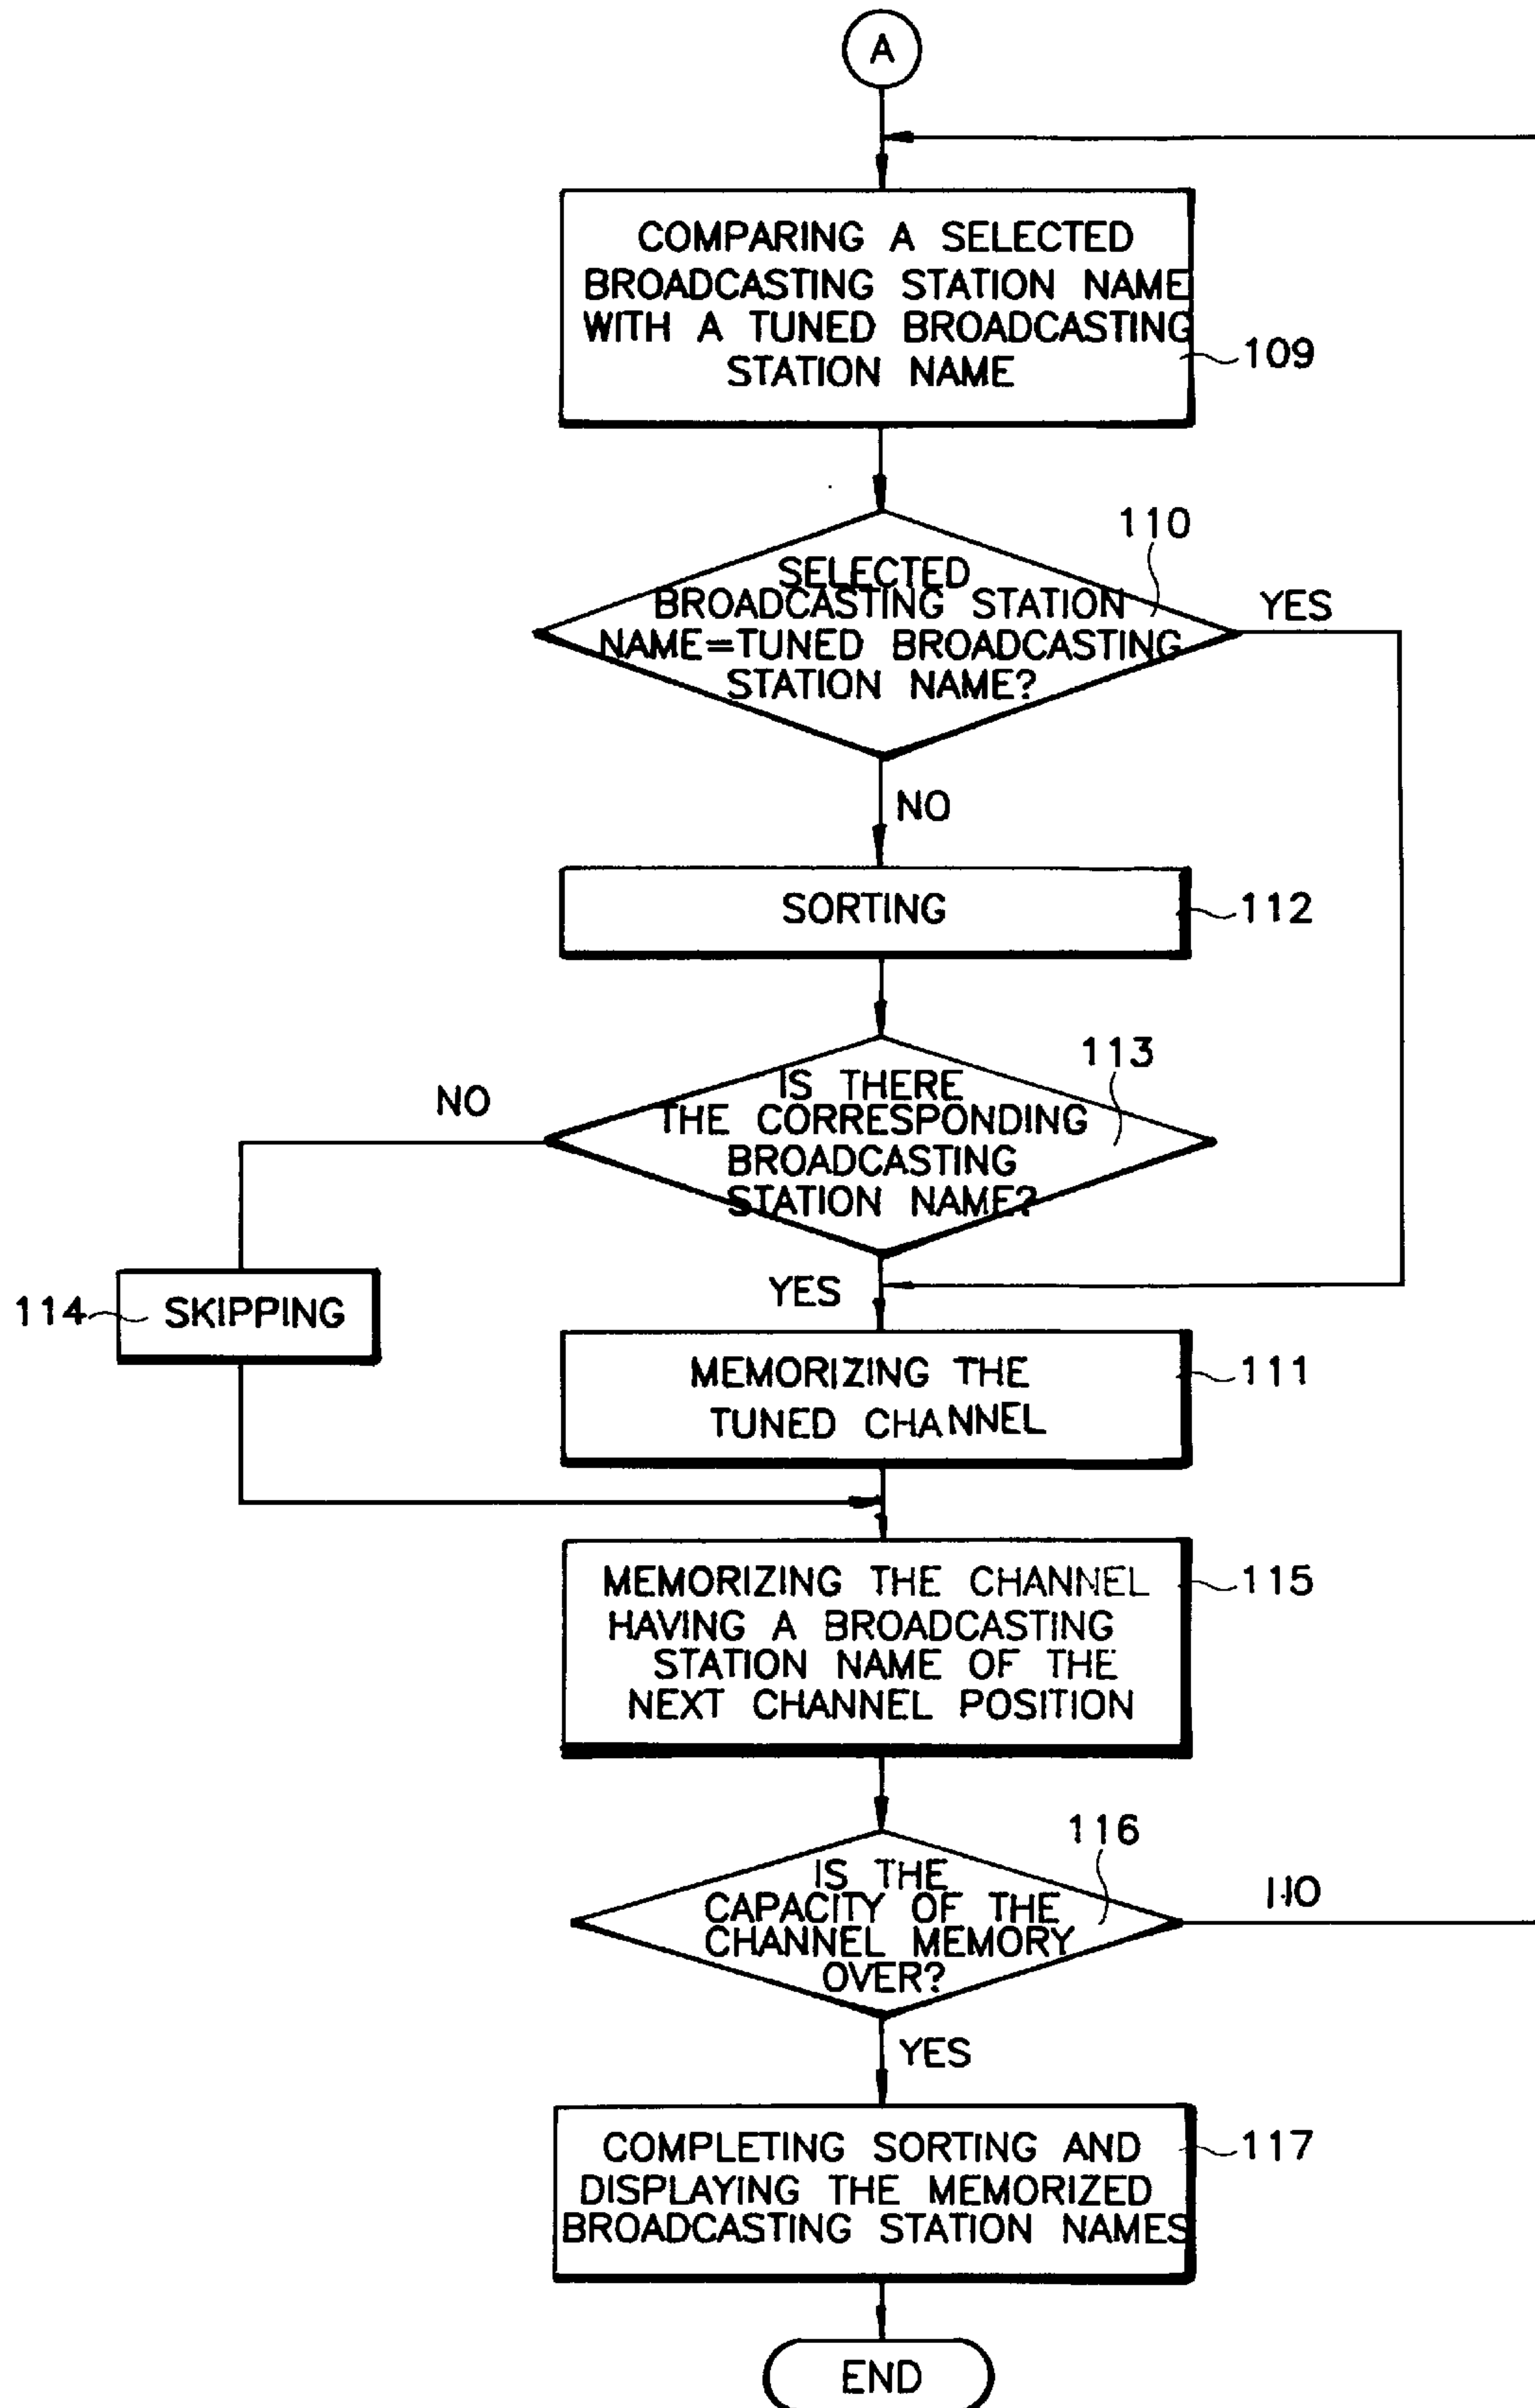 A
COMPARING A SELECTED
BROADCASTING STATION NAME
WITH A TUNED BROADCASTING
STATION NAME
109
110
SELECTED
BROADCASTING STATION
NAME=TUNED BROADCASTING
STATION NAME?
YES
NO
SORTING
112
113
IS THERE
THE CORRESPONDING
BROADCASTING
STATION NAME?
NO
YES
114
SKIPPING
MEMORIZING THE
TUNED CHANNEL
111
MEMORIZING THE CHANNEL
HAVING A BROADCASTING
STATION NAME OF THE
NEXT CHANNEL POSITION
115
116
IS THE
CAPACITY OF THE
CHANNEL MEMORY
OVER?
NO
YES
COMPLETING SORTING AND
DISPLAYING THE MEMORIZED
BROADCASTING STATION NAMES
117
END